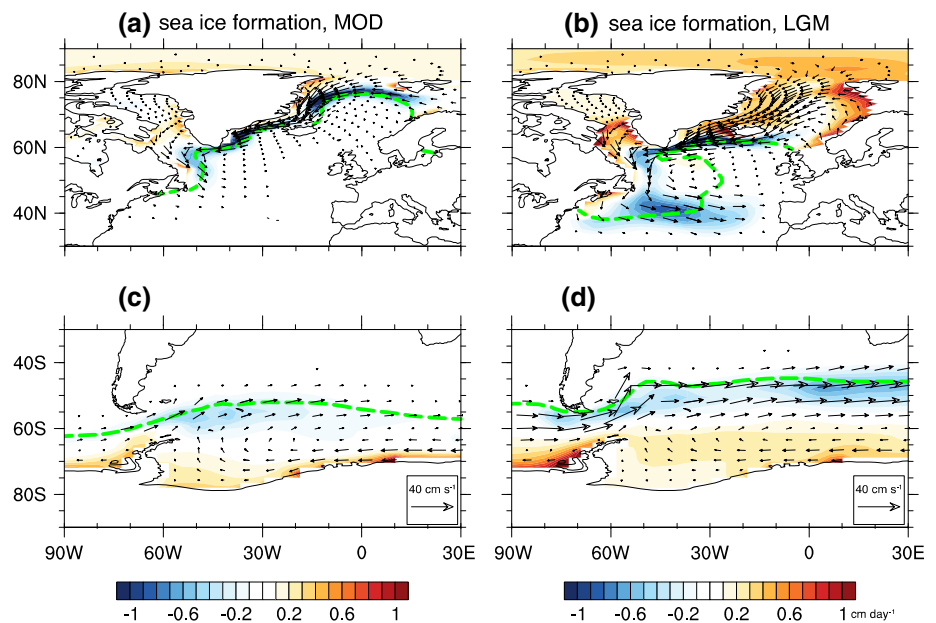 (a) sea ice formation, MOD
(b) sea ice formation, LGM
80N
60N
40N
(c)
(d)
40S
60S
80S
40 cm s-1
40 cm s-1
90W 60W 30W 0 30E
90W 60W 30W 0 30E
-1 -0.6 -0.2 0.2 0.6 1
-1 -0.6 -0.2 0.2 0.6 1 cm day-1